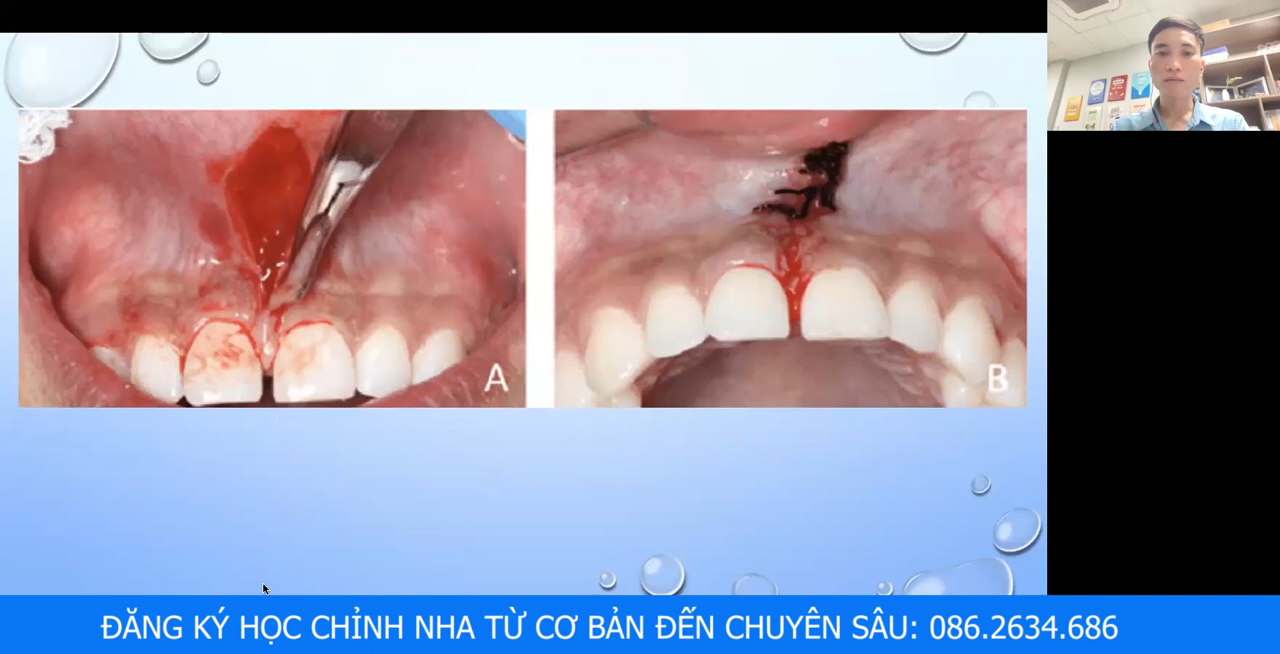 A
B
ĐĂNG KÝ HỌC CHỈNH NHA TỪ CƠ BẢN ĐẾN CHUYÊN SÂU: 086.2634.686